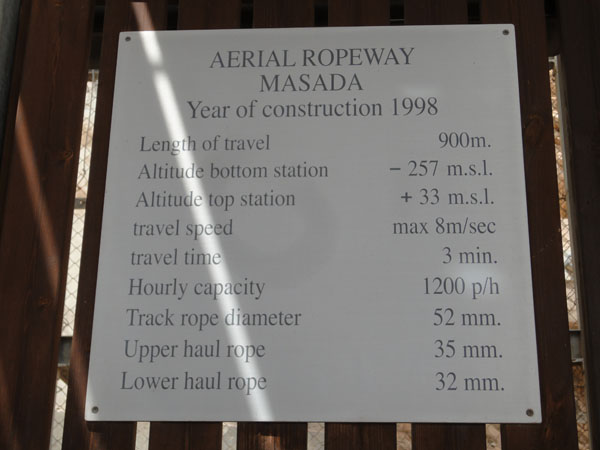 AERIAL ROPEWAY
MASADA
Year of construction 1998
Length of travel 900m.
Altitude bottom station – 257 m.s.l.
Altitude top station + 33 m.s.l.
travel speed max 8m/sec
travel time 3 min.
Hourly capacity 1200 p/h
Track rope diameter 52 mm.
Upper haul rope 35 mm.
Lower haul rope 32 mm.